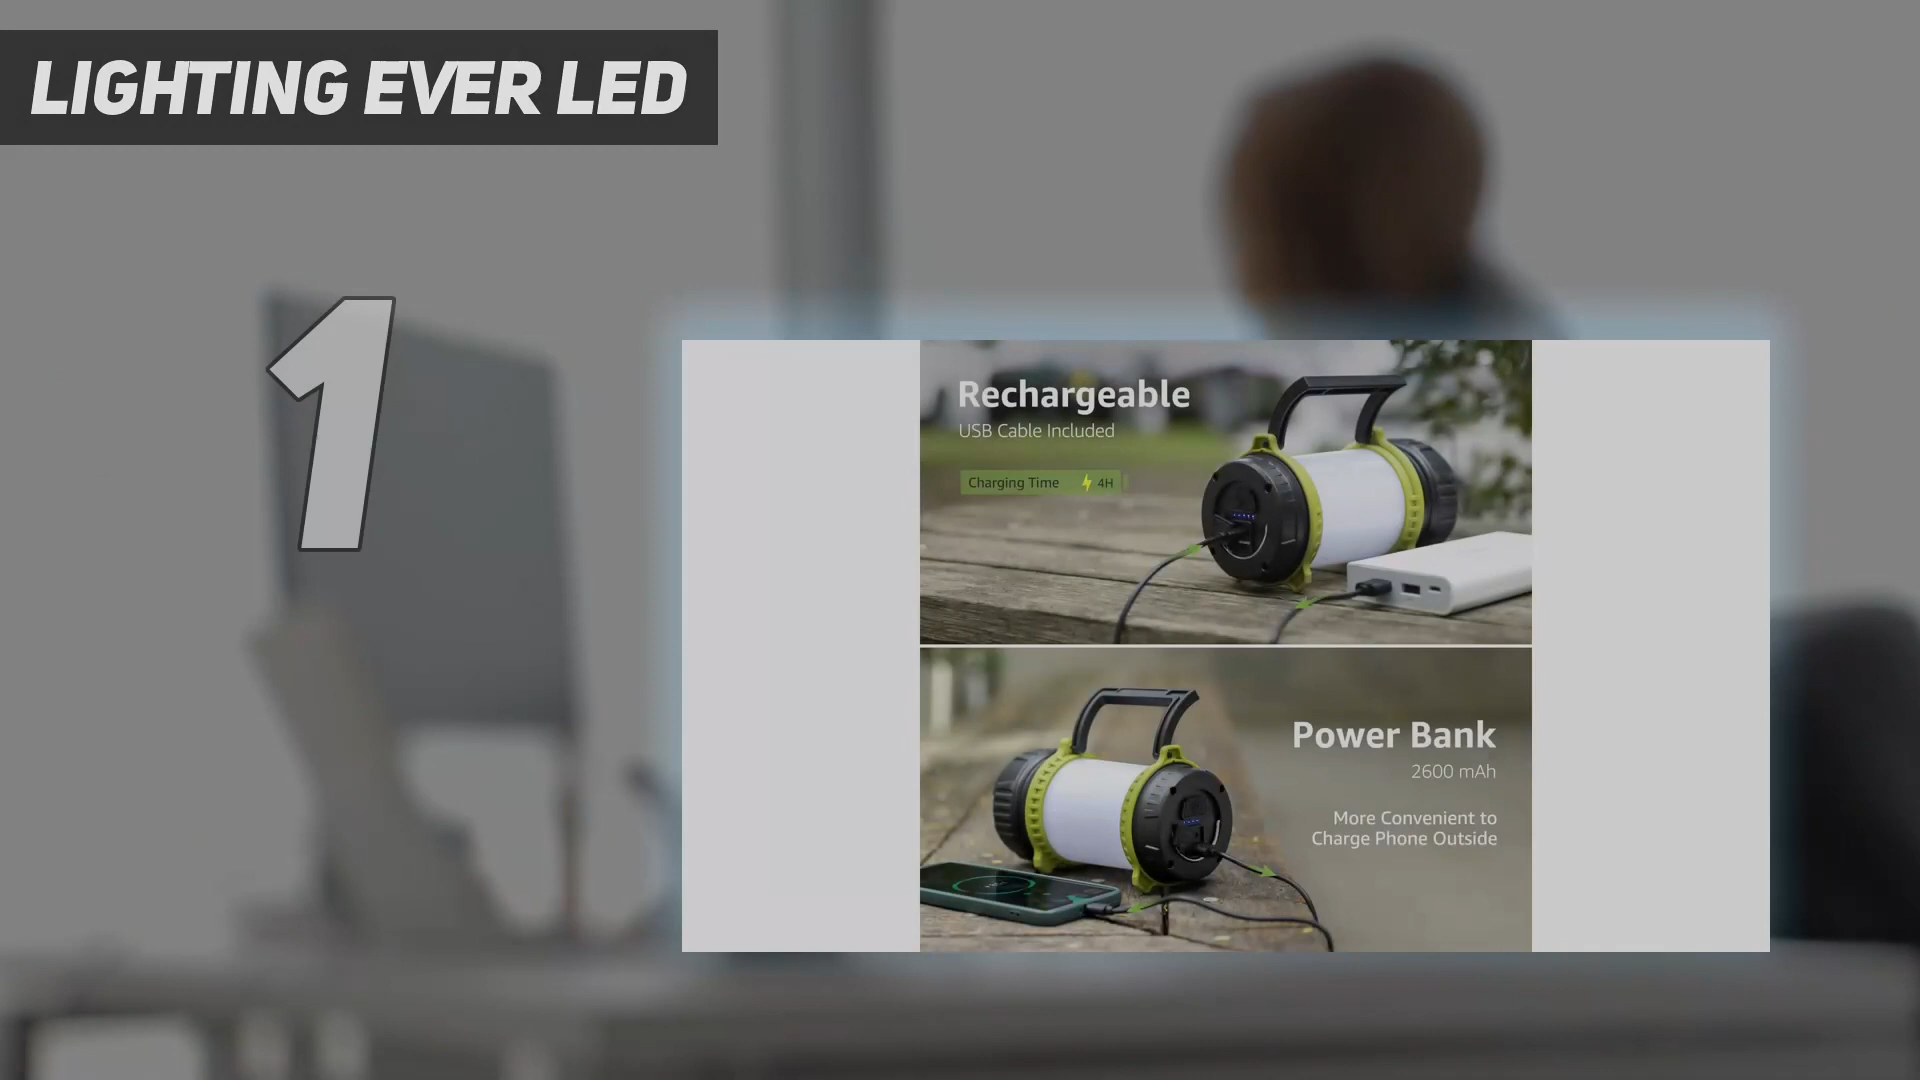 LIGHTING EVER LED
1
Rechargeable
USB Cable Included
Charging Time 4H
Power Bank
2600 mAh
More Convenient to
Charge Phone Outside